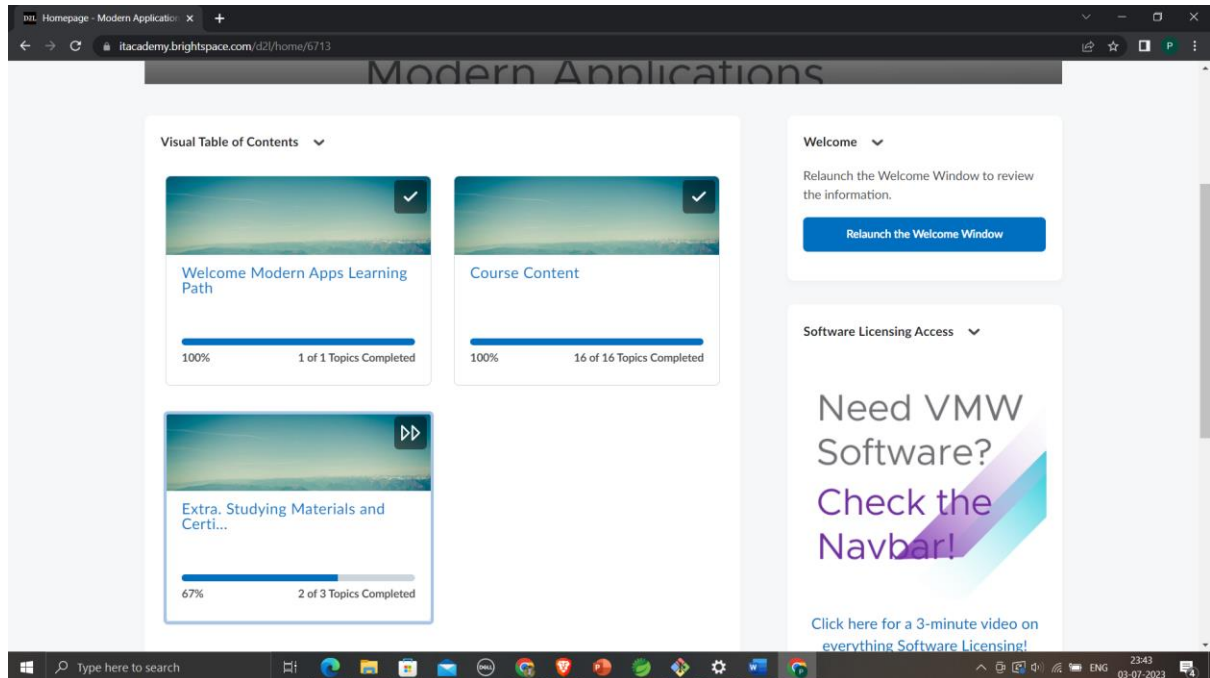 D2L Homepage - Modern Application
itacademy.brightspace.com/d2l/home/6713
P
Modern Applications
Visual Table of Contents
Welcome Modern Apps Learning
Path
100% 1 of 1 Topics Completed
Course Content
100% 16 of 16 Topics Completed
Extra. Studying Materials and
Certi...
67% 2 of 3 Topics Completed
Welcome
Relaunch the Welcome Window to review
the information.
Relaunch the Welcome Window
Software Licensing Access
Need VMW
Software?
Check the
Navbar!
Click here for a 3-minute video on
everything Software Licensing!
Type here to search
DELL
ENG
23:43
03-07-2023
4